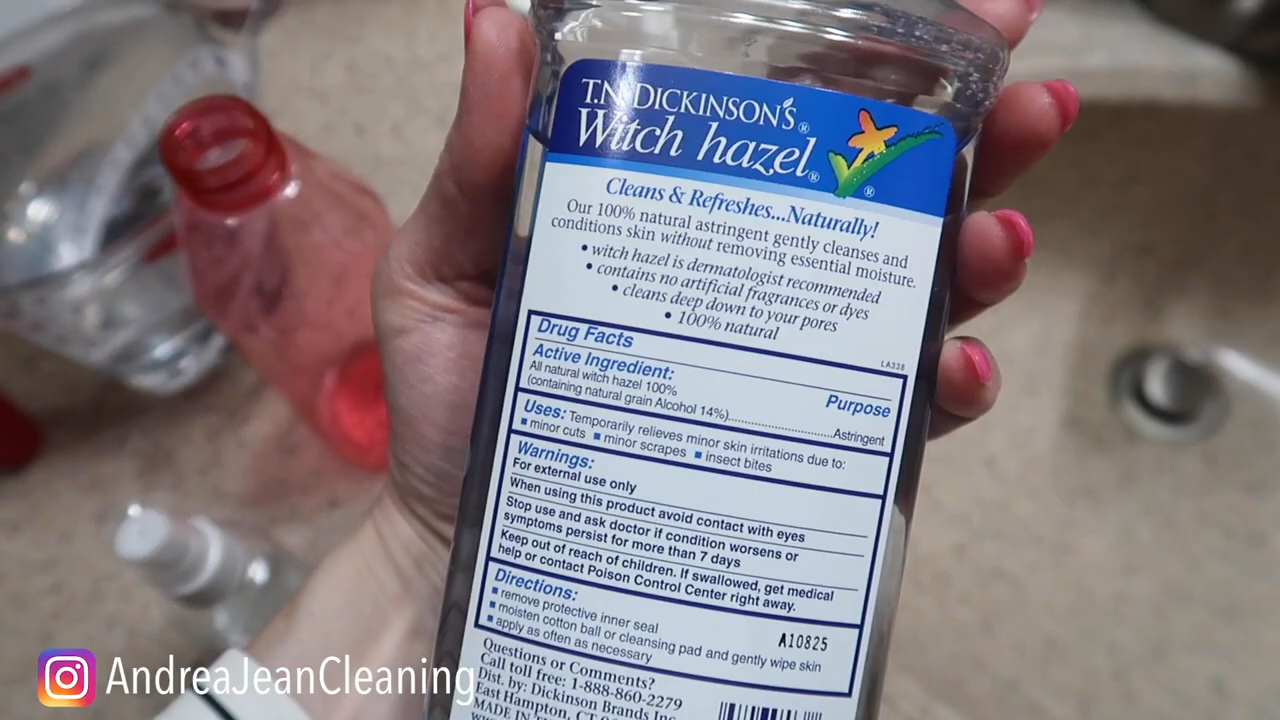 T.N. DICKINSON'S®
Witch hazel®
®
Cleans & Refreshes...Naturally!
Our 100% natural astringent gently cleanses and
conditions skin without removing essential moisture.
• witch hazel is dermatologist recommended
• contains no artificial fragrances or dyes
• cleans deep down to your pores
• 100% natural
LA338
Drug Facts
Active Ingredient:
Purpose
All natural witch hazel 100%
(containing natural grain Alcohol 14%)..........................Astringent
Uses: Temporarily relieves minor skin irritations due to:
■ minor cuts ■ minor scrapes ■ insect bites
Warnings:
For external use only
When using this product avoid contact with eyes
Stop use and ask doctor if condition worsens or
symptoms persist for more than 7 days
Keep out of reach of children. If swallowed, get medical
help or contact Poison Control Center right away.
Directions:
■ remove protective inner seal
■ moisten cotton ball or cleansing pad and gently wipe skin
■ apply as often as necessary
A10825
Questions or Comments?
Call toll free: 1-888-860-2279
Dist. by: Dickinson Brands Inc.
East Hampton, CT
MADE IN
AndreaJeanCleaning